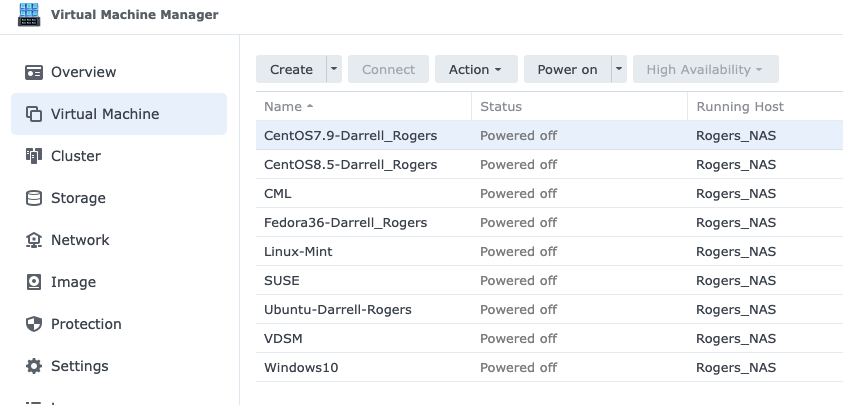 Virtual Machine Manager
Overview
Virtual Machine
Cluster
Storage
Network
Image
Protection
Settings
Create Connect Action Power on High Availability
Name Status Running Host
CentOS7.9-Darrell_Rogers Powered off Rogers_NAS
CentOS8.5-Darrell_Rogers Powered off Rogers_NAS
CML Powered off Rogers_NAS
Fedora36-Darrell_Rogers Powered off Rogers_NAS
Linux-Mint Powered off Rogers_NAS
SUSE Powered off Rogers_NAS
Ubuntu-Darrell-Rogers Powered off Rogers_NAS
VDSM Powered off Rogers_NAS
Windows10 Powered off Rogers_NAS